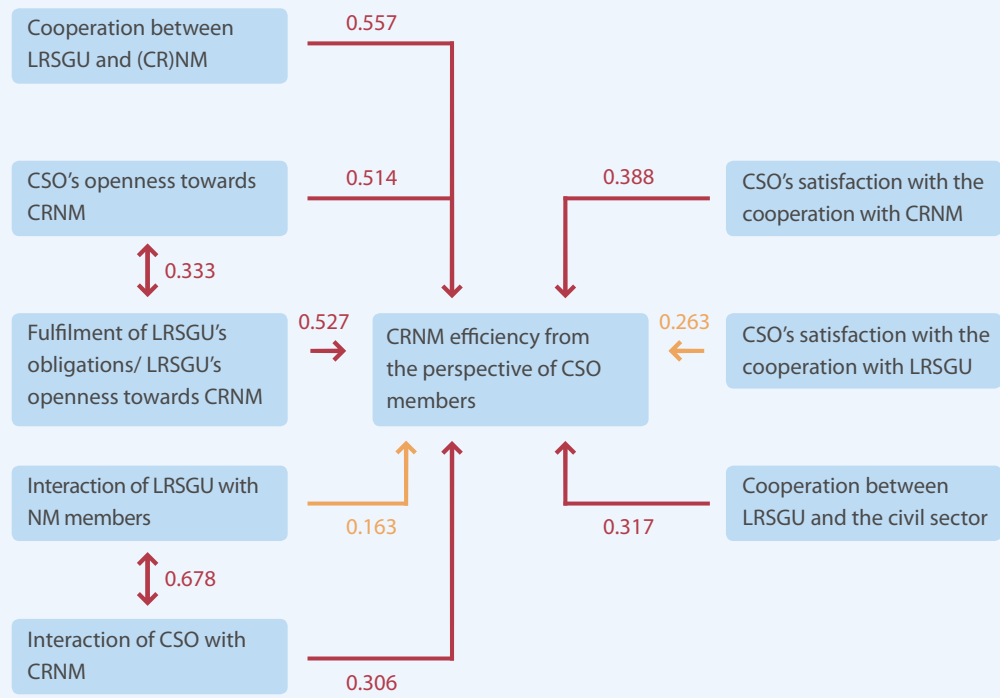 Cooperation between
LRSGU and (CR)NM
0.557
CSO's openness towards
CRNM
0.514
0.388
CSO's satisfaction with the
cooperation with CRNM
0.333
Fulfilment of LRSGU's
obligations/ LRSGU's
openness towards CRNM
0.527
CRNM efficiency from
the perspective of CSO
members
0.263
CSO's satisfaction with the
cooperation with LRSGU
Interaction of LRSGU with
NM members
0.163
0.317
Cooperation between
LRSGU and the civil sector
0.678
Interaction of CSO with
CRNM
0.306